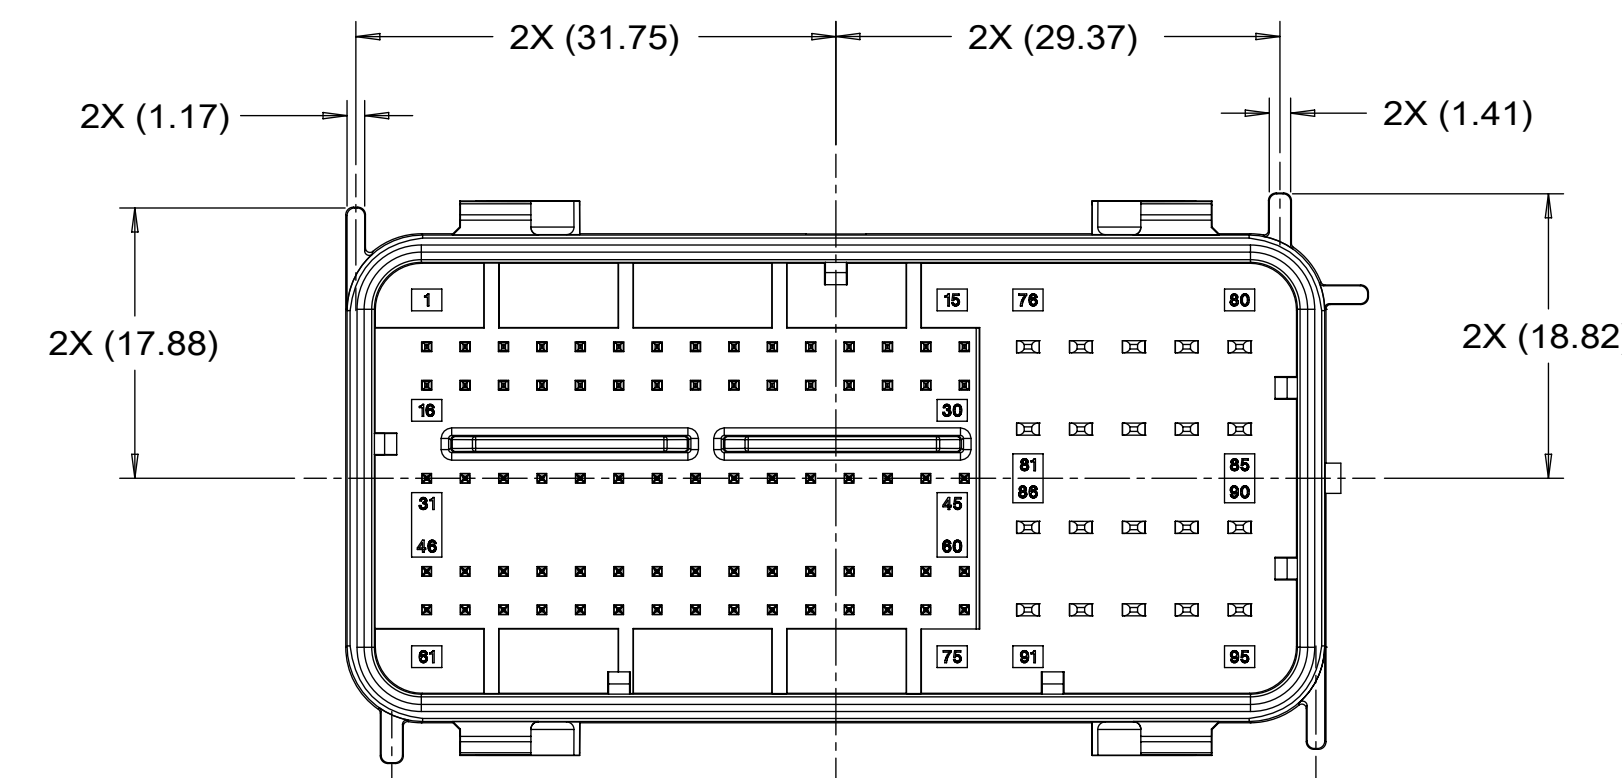 2X (31.75) 2X (29.37)
2X (1.17) 2X (1.41)
1 15 76 80
2X (17.88) 2X (18.82)
16 30
81 85
86 90
31 45
46 60
61 75 91 95